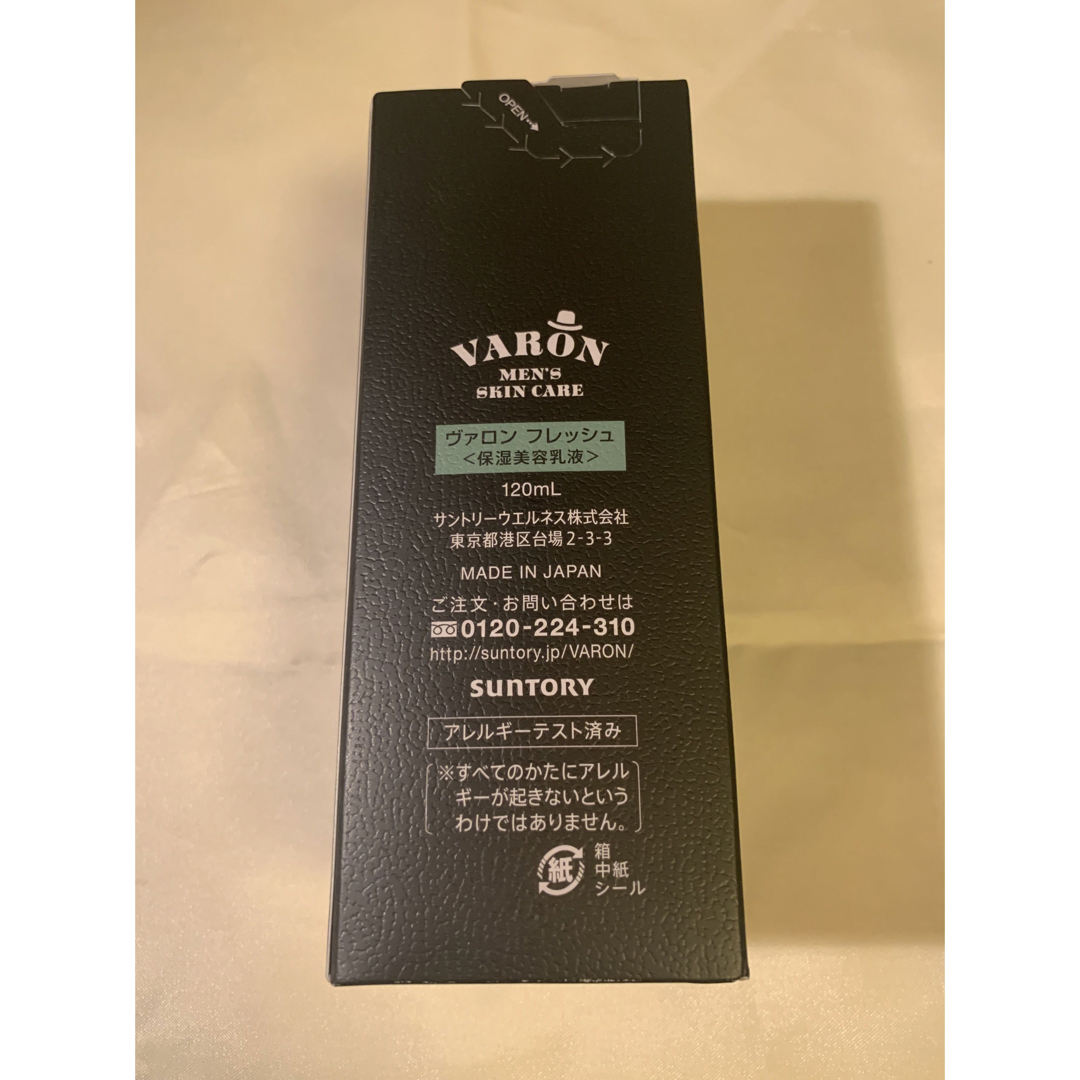 OPEN
VARON
MEN'S
SKIN CARE
ヴァロン フレッシュ
<保湿美容乳液>
120mL
サントリーウエルネス株式会社
東京都港区台場2-3-3
MADE IN JAPAN
ご注文・お問い合わせは
0120-224-310
http://suntory.jp/VARON/
SUNTORY
アレルギーテスト済み
※すべてのかたにアレル
ギーが起きないという
わけではありません。
紙
箱
中紙
シール